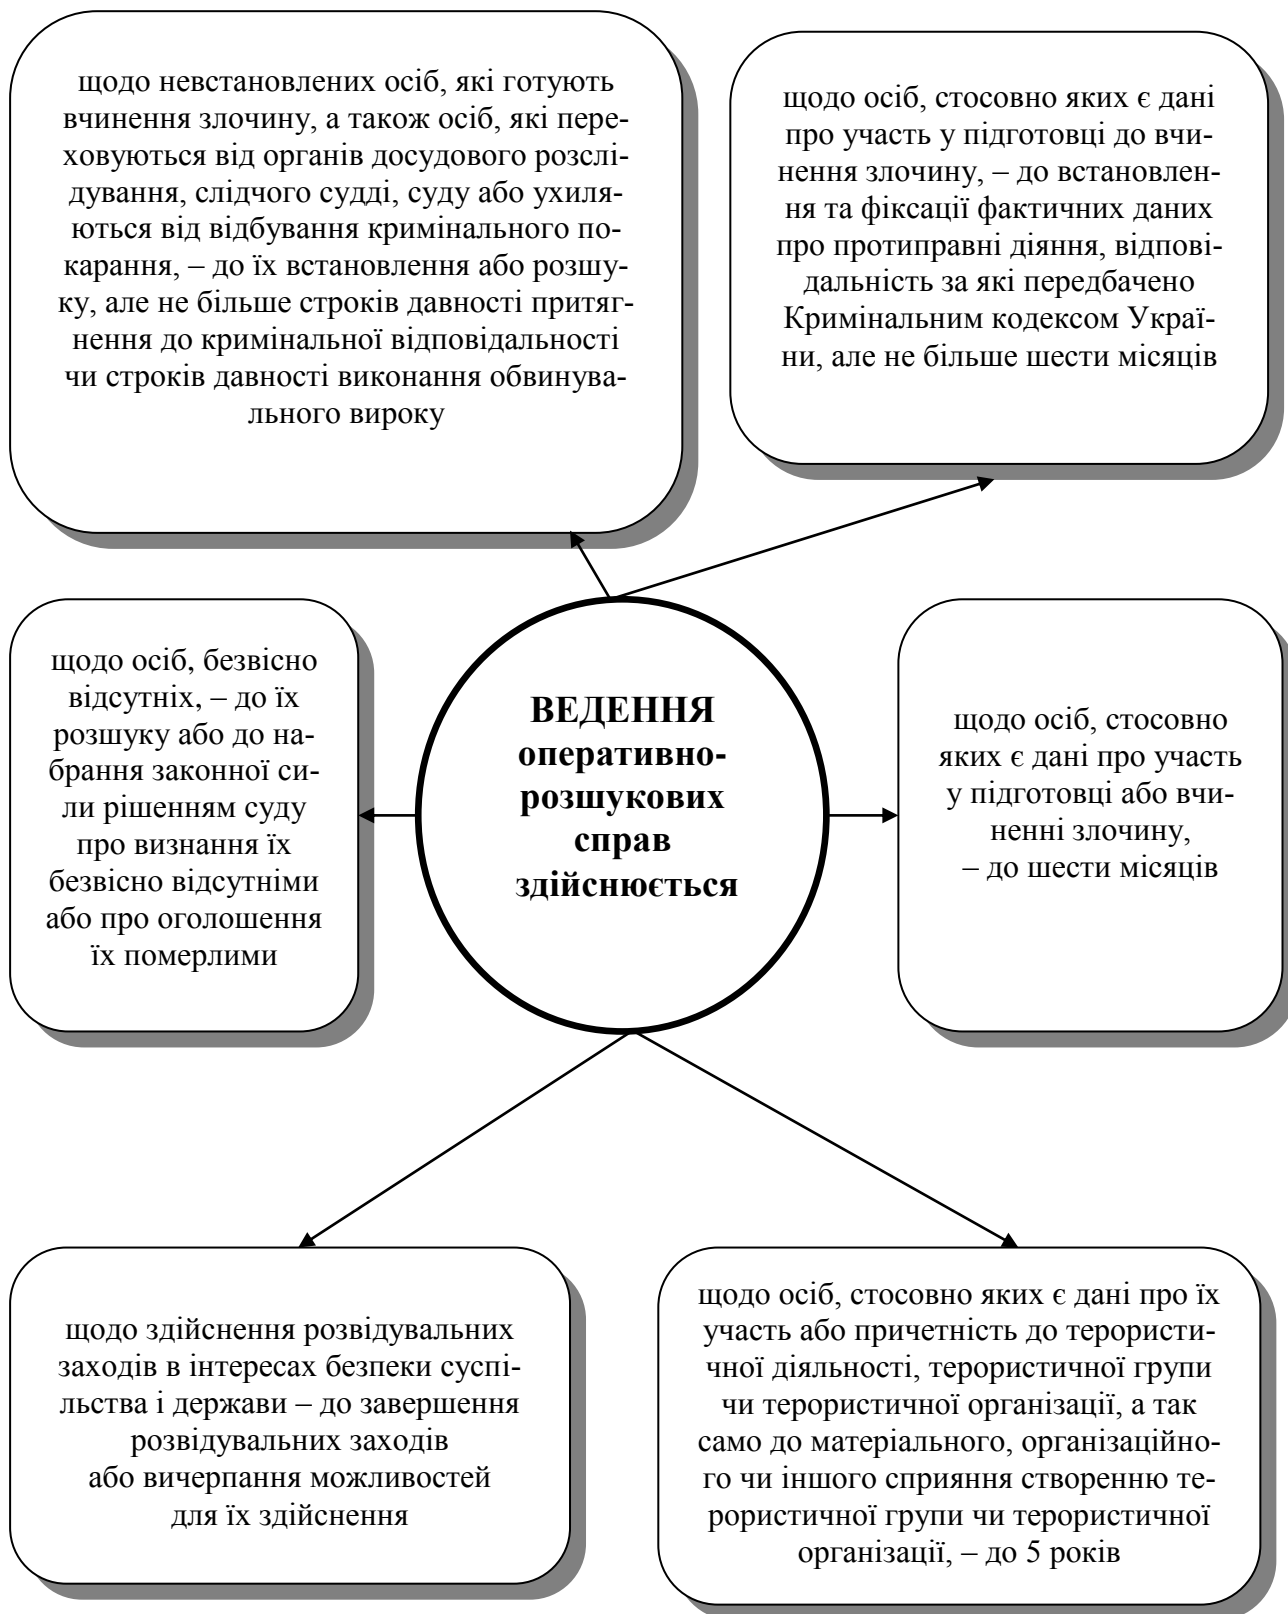 щодо невстановлених осіб, які готують
вчинення злочину, а також осіб, які пере-
ховуються від органів досудового розслі-
дування, слідчого судді, суду або ухиля-
ються від відбування кримінального по-
карання, – до їх встановлення або розшу-
ку, але не більше строків давності притяг-
нення до кримінальної відповідальності
чи строків давності виконання обвинува-
льного вироку
щодо осіб, стосовно яких є дані
про участь у підготовці до вчи-
нення злочину, – до встановлен-
ня та фіксації фактичних даних
про протиправні діяння, відпові-
дальність за які передбачено
Кримінальним кодексом Украї-
ни, але не більше шести місяців
щодо осіб, безвісно
відсутніх, – до їх
розшуку або до на-
брання законної си-
ли рішенням суду
про визнання їх
безвісно відсутніми
або про оголошення
їх померлими
ВЕДЕННЯ
оперативно-
розшукових
справ
здійснюється
щодо осіб, стосовно
яких є дані про участь
у підготовці або вчи-
ненні злочину,
– до шести місяців
щодо здійснення розвідувальних
заходів в інтересах безпеки суспі-
льства і держави – до завершення
розвідувальних заходів
або вичерпання можливостей
для їх здійснення
щодо осіб, стосовно яких є дані про їх
участь або причетність до терористи-
чної діяльності, терористичної групи
чи терористичної організації, а так
само до матеріального, організаційно-
го чи іншого сприяння створенню те-
рористичної групи чи терористичної
організації, – до 5 років